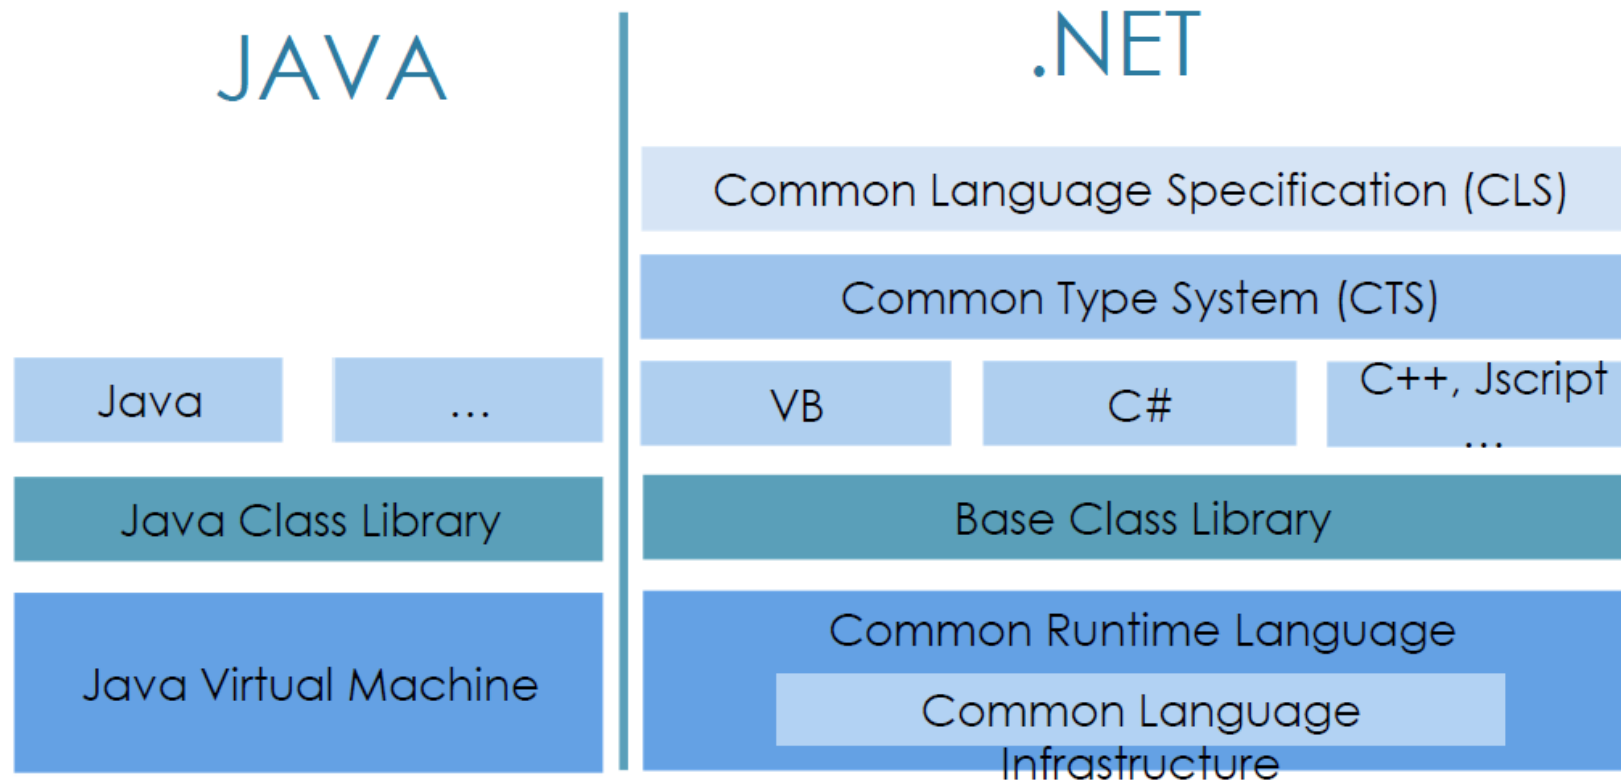 JAVA
Java
...
Java Class Library
Java Virtual Machine
.NET
Common Language Specification (CLS)
Common Type System (CTS)
VB
C#
C++, Jscript
...
Base Class Library
Common Runtime Language
Common Language
Infrastructure